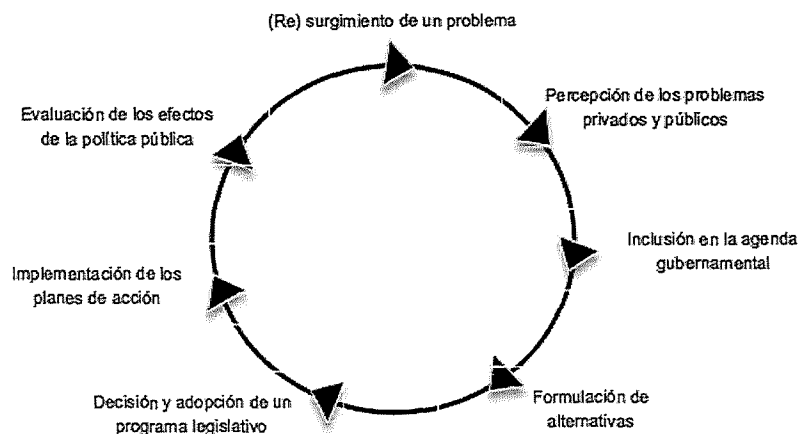 (Re) surgimiento de un problema
Percepción de los problemas
privados y públicos
Inclusión en la agenda
gubernamental
Formulación de
alternativas
Decisión y adopción de un
programa legislativo
Implementación de los
planes de acción
Evaluación de los efectos
de la política pública